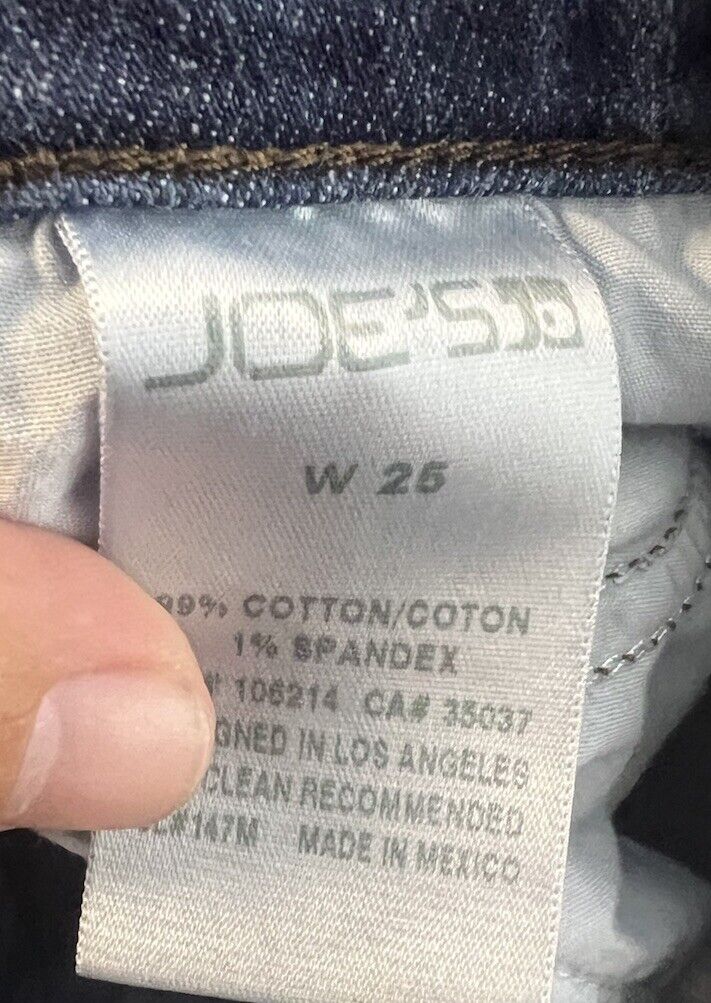 JOE'S
W 25
99% COTTON/COTON
1% SPANDEX
106214 CA# 35037
GNED IN LOS ANGELES
CLEAN RECOMMENDED
#147M MADE IN MEXICO